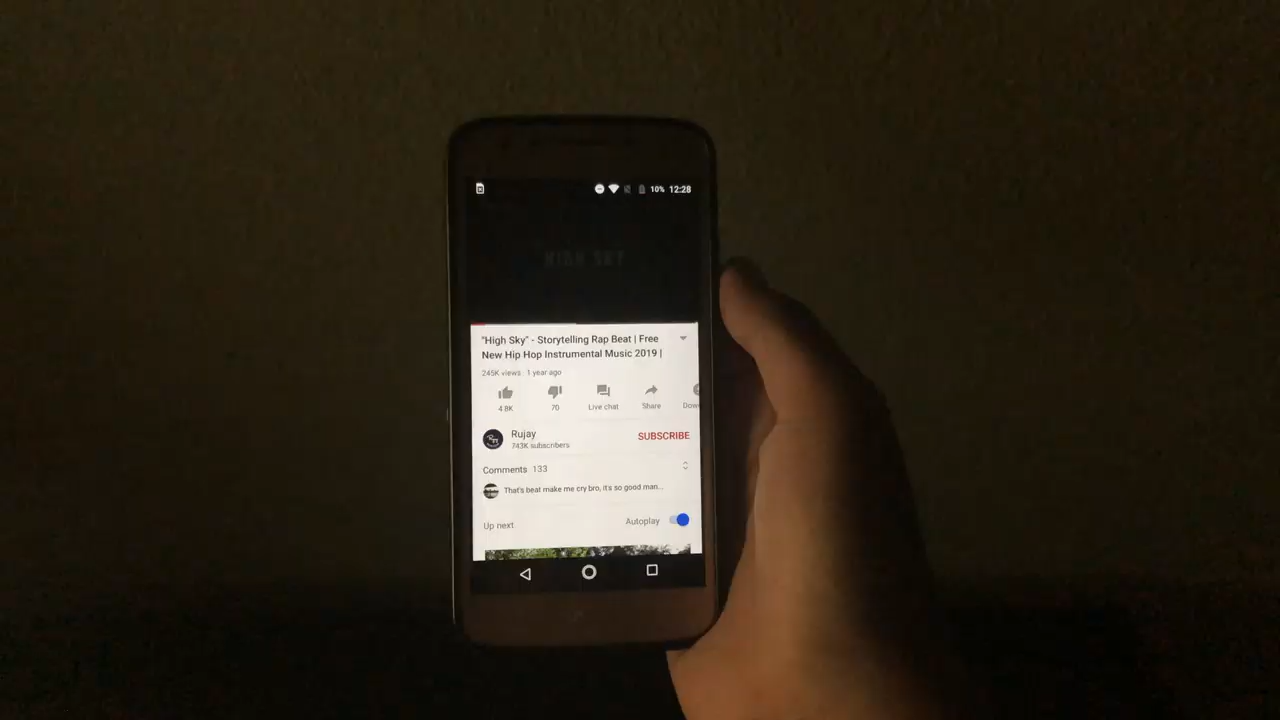 10% 12:28
HIGH SKY
"High Sky" - Storytelling Rap Beat | Free
New Hip Hop Instrumental Music 2019 |
245K views 1 year ago
4.8K 70 Live chat Share Dow
Rujay
743K subscribers
SUBSCRIBE
Comments 133
That's beat make me cry bro, it's so good man...
Up next Autoplay